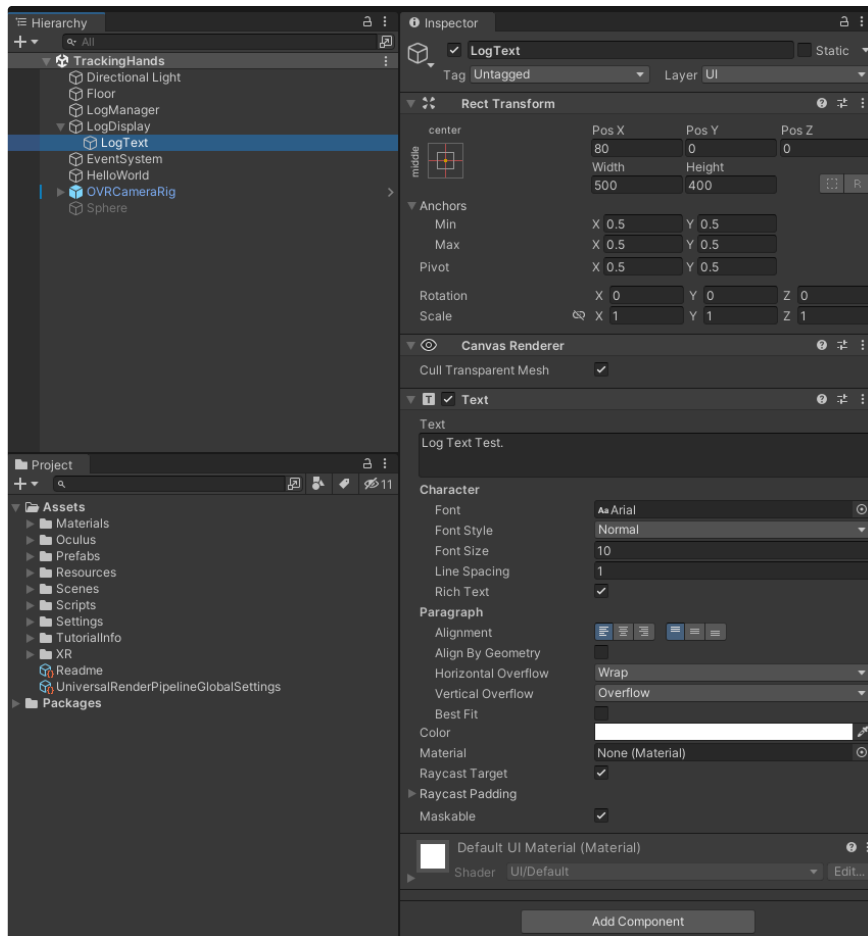 Hierarchy
All
TrackingHands
Directional Light
Floor
LogManager
LogDisplay
LogText
EventSystem
HelloWorld
OVRCameraRig
Sphere
Project
11
Assets
Materials
Oculus
Prefabs
Resources
Scenes
Scripts
Settings
TutorialInfo
XR
Readme
UniversalRenderPipelineGlobalSettings
Packages
Inspector
LogText Static
Tag Untagged Layer UI
Rect Transform
center
middle
Pos X Pos Y Pos Z
80 0 0
Width Height
500 400 R
Anchors
Min X 0.5 Y 0.5
Max X 0.5 Y 0.5
Pivot X 0.5 Y 0.5
Rotation X 0 Y 0 Z 0
Scale X 1 Y 1 Z 1
Canvas Renderer
Cull Transparent Mesh
T Text
Text
Log Text Test.
Character
Font Aa Arial
Font Style Normal
Font Size 10
Line Spacing 1
Rich Text
Paragraph
Alignment
Align By Geometry
Horizontal Overflow Wrap
Vertical Overflow Overflow
Best Fit
Color
Material None (Material)
Raycast Target
Raycast Padding
Maskable
Default UI Material (Material)
Shader UI/Default Edit...
Add Component